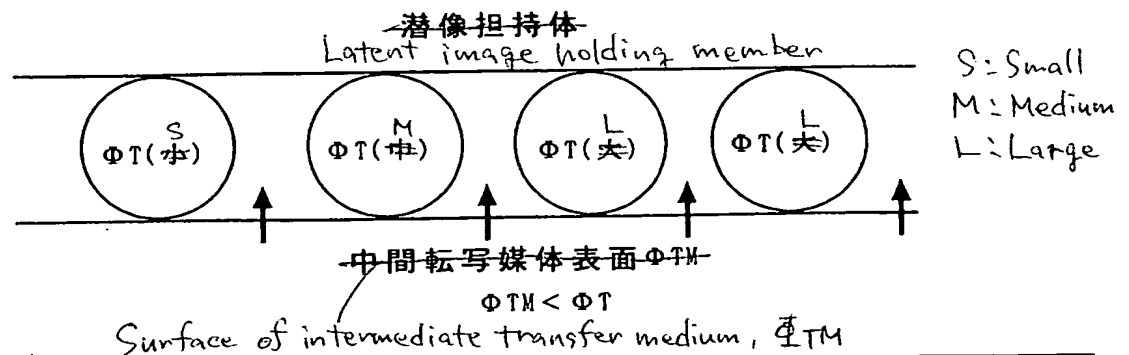 潜像担持体
Latent image holding member
S: Small
M: Medium
L: Large
S M L L
ΦT(小) ΦT(中) ΦT(大) ΦT(大)
中間転写媒体表面ΦTM
ΦTM < ΦT
Surface of intermediate transfer medium, ΦTM